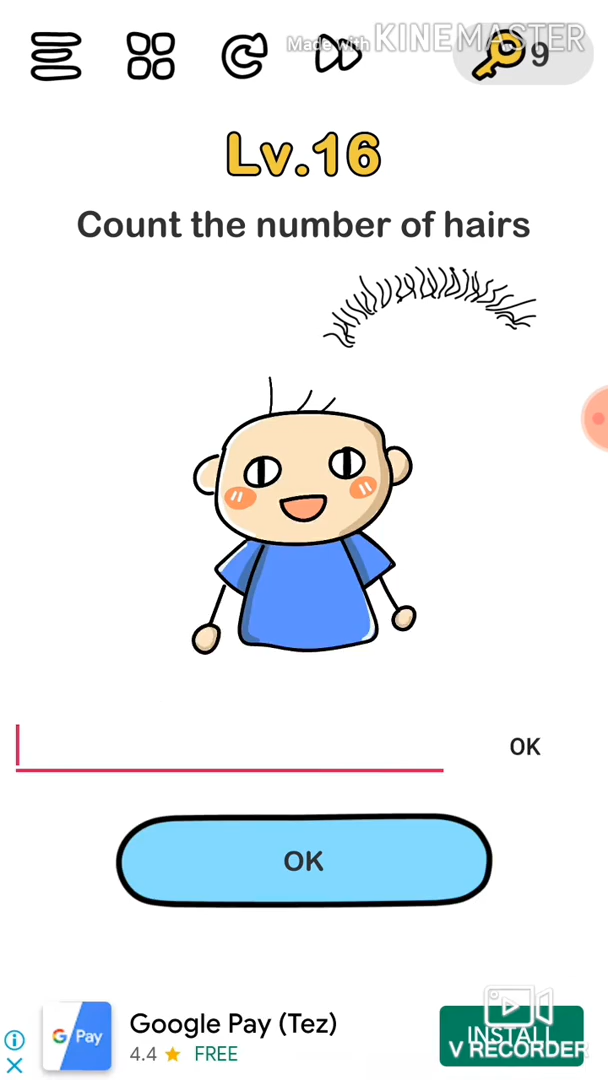 Made with KINEMASTER
9
Lv.16
Count the number of hairs
OK
OK
G Pay
Google Pay (Tez)
4.4 ★ FREE
INSTALL
V RECORDER